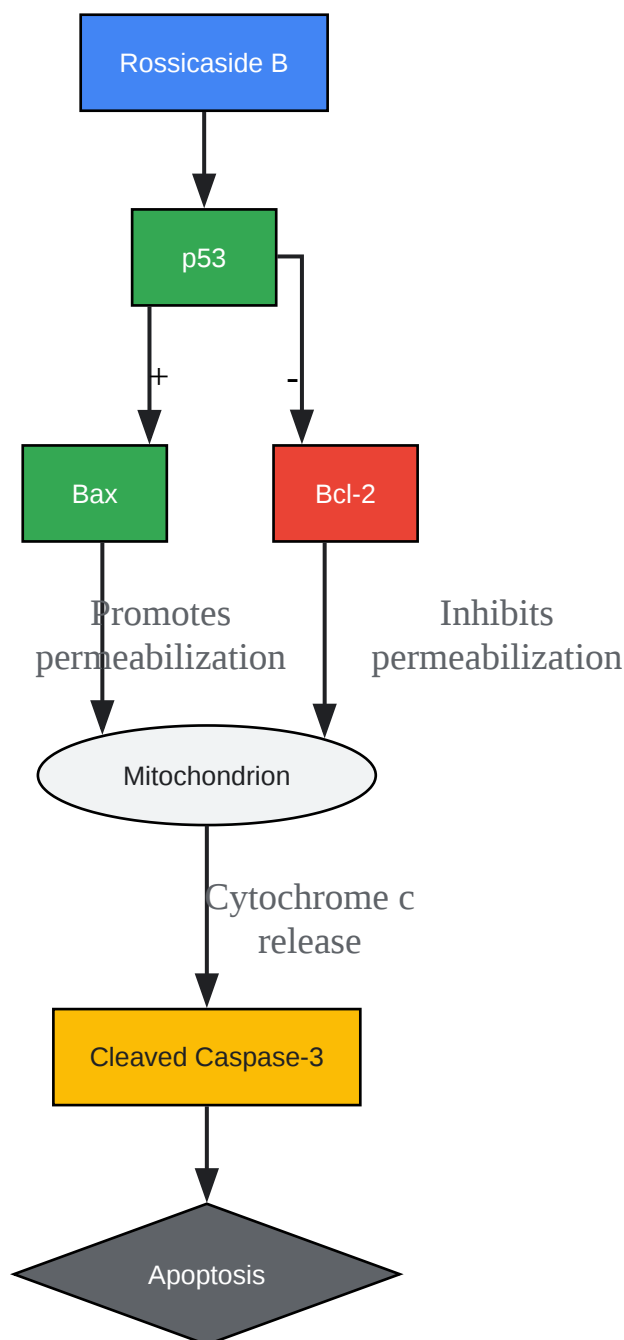 Rossicaside B
p53
+
-
Bax
Bcl-2
Promotes
permeabilization
Inhibits
permeabilization
Mitochondrion
Cytochrome c
release
Cleaved Caspase-3
Apoptosis